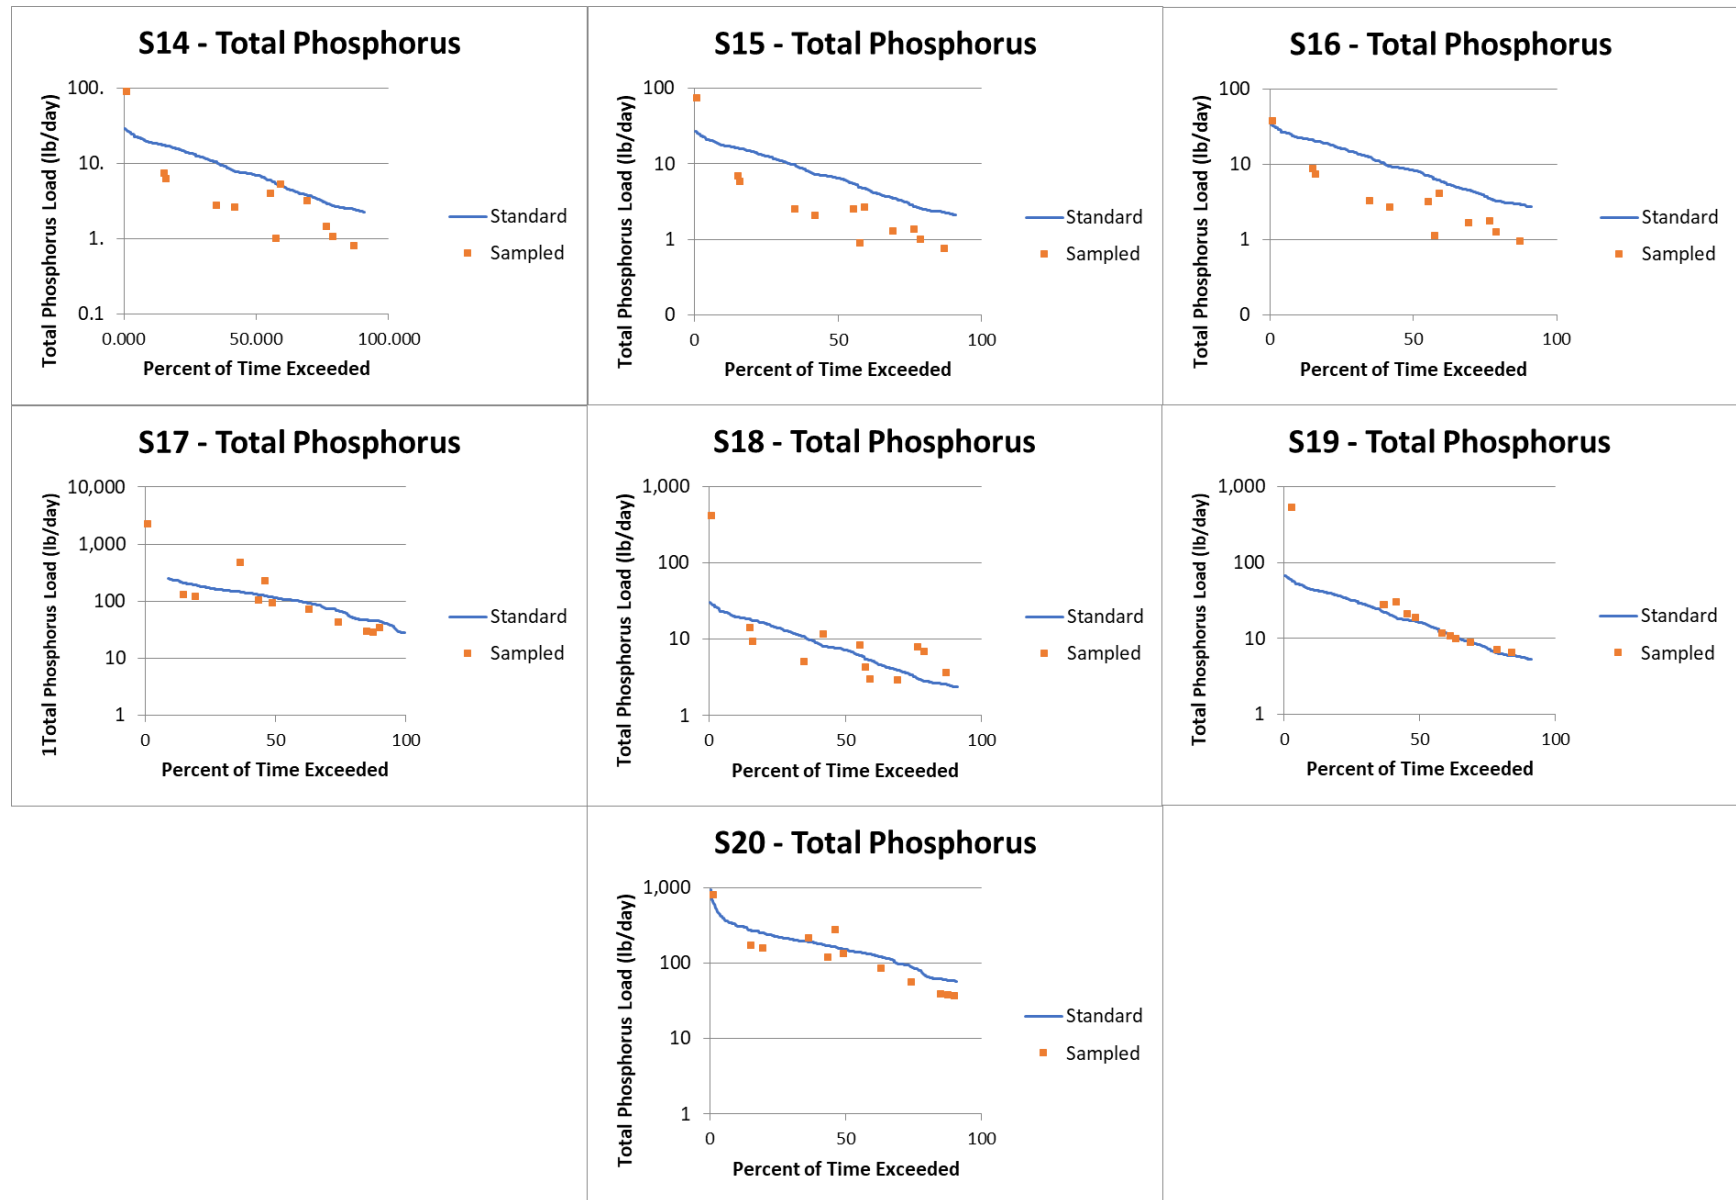 S14 - Total Phosphorus
Total Phosphorus Load (lb/day)
100.
10.
1.
0.1
0.000
50.000
100.000
Percent of Time Exceeded
Standard
Sampled
S15 - Total Phosphorus
Total Phosphorus Load (lb/day)
100
10
1
0
0
50
100
Percent of Time Exceeded
Standard
Sampled
S16 - Total Phosphorus
Total Phosphorus Load (lb/day)
100
10
1
0
0
50
100
Percent of Time Exceeded
Standard
Sampled
S17 - Total Phosphorus
1Total Phosphorus Load (lb/day)
10,000
1,000
100
10
1
0
50
100
Percent of Time Exceeded
Standard
Sampled
S18 - Total Phosphorus
Total Phosphorus Load (lb/day)
1,000
100
10
1
0
50
100
Percent of Time Exceeded
Standard
Sampled
S19 - Total Phosphorus
Total Phosphorus Load (lb/day)
1,000
100
10
1
0
50
100
Percent of Time Exceeded
Standard
Sampled
S20 - Total Phosphorus
Total Phosphorus Load (lb/day)
1,000
100
10
1
0
50
100
Percent of Time Exceeded
Standard
Sampled